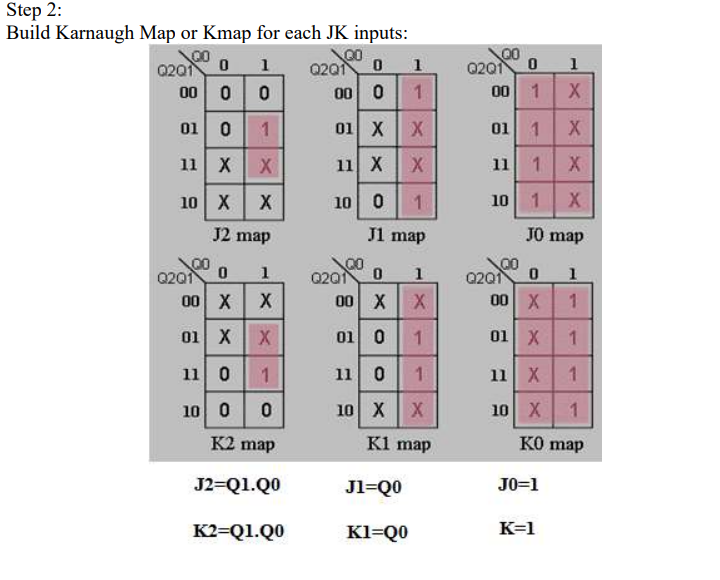 Step 2:
Build Karnaugh Map or Kmap for each JK inputs:
Q0 Q0 Q0
Q2Q1 0 1 Q2Q1 0 1 Q2Q1 0 1
00 0 0 00 0 1 00 1 X
01 0 1 01 X X 01 1 X
11 X X 11 X X 11 1 X
10 X X 10 0 1 10 1 X
J2 map J1 map J0 map
Q0 Q0 Q0
Q2Q1 0 1 Q2Q1 0 1 Q2Q1 0 1
00 X X 00 X X 00 X 1
01 X X 01 0 1 01 X 1
11 0 1 11 0 1 11 X 1
10 0 0 10 X X 10 X 1
K2 map K1 map K0 map
J2=Q1.Q0 J1=Q0 J0=1
K2=Q1.Q0 K1=Q0 K=1